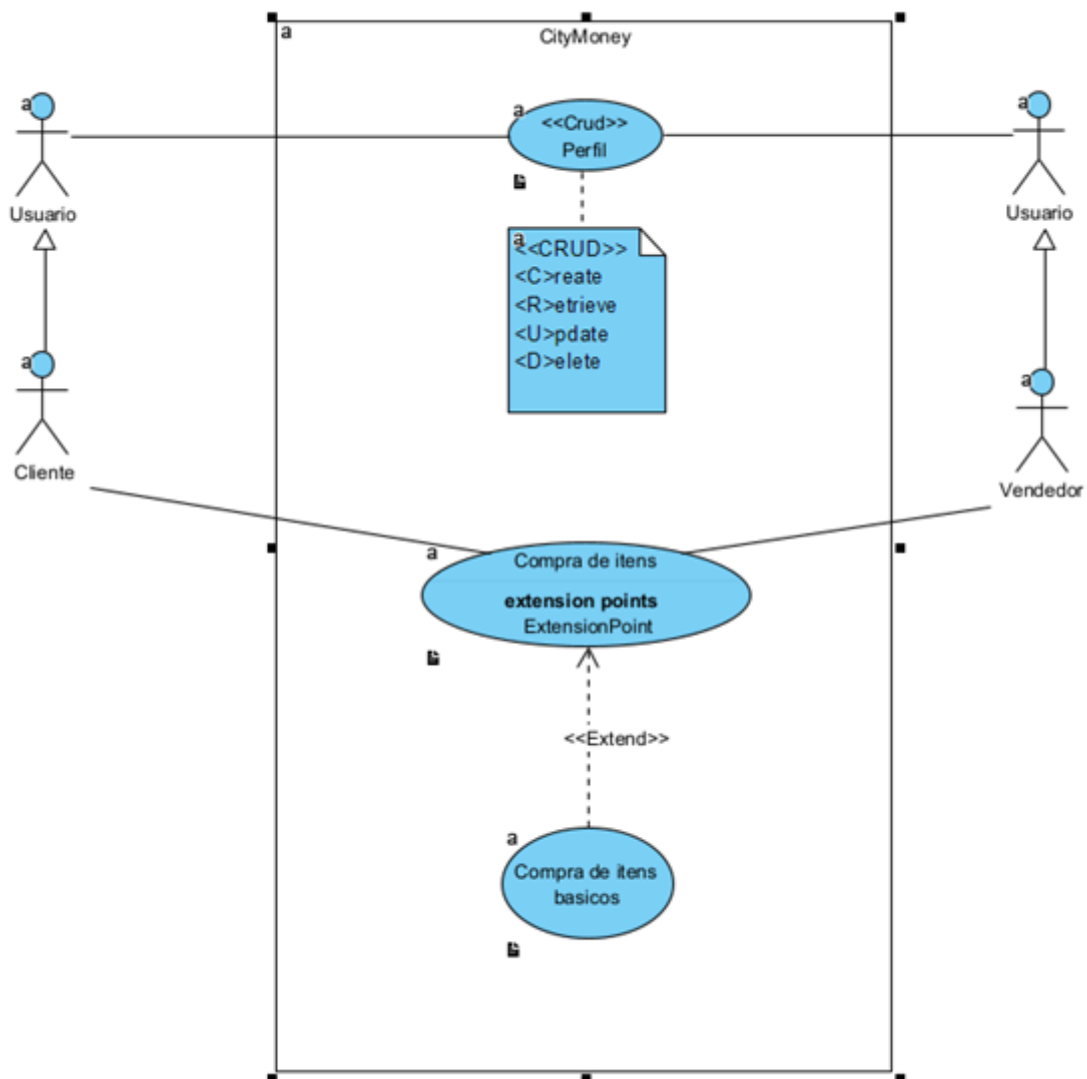 a
CityMoney
a
a
a
<<Crud>>
Perfil
Usuario
Usuario
a
<<CRUD>>
<C>reate
<R>etrieve
<U>pdate
<D>elete
a
Cliente
a
Vendedor
a
Compra de itens
extension points
ExtensionPoint
<<Extend>>
a
Compra de itens
basicos